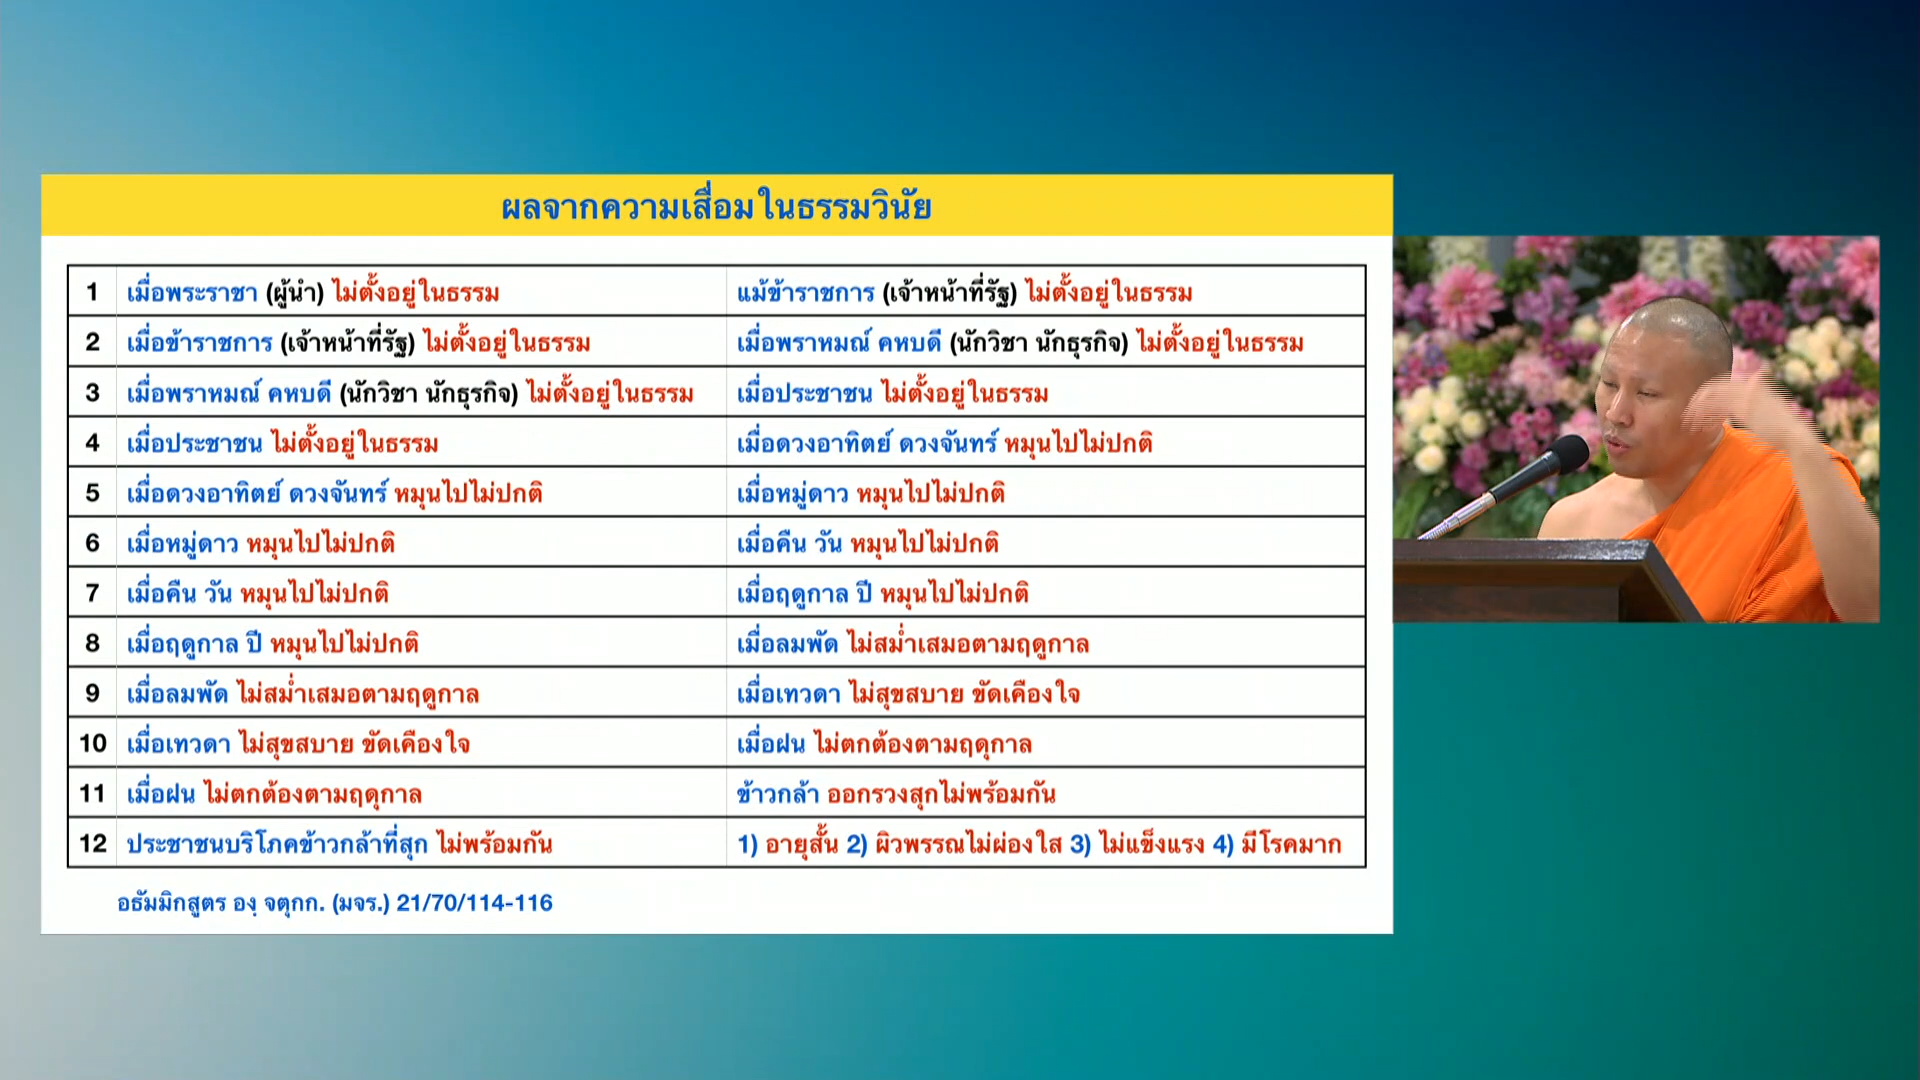 ผลจากความเสื่อมในธรรมวินัย
1 เมื่อพระราชา (ผู้นำ) ไม่ตั้งอยู่ในธรรม แม้ข้าราชการ (เจ้าหน้าที่รัฐ) ไม่ตั้งอยู่ในธรรม
2 เมื่อข้าราชการ (เจ้าหน้าที่รัฐ) ไม่ตั้งอยู่ในธรรม เมื่อพราหมณ์ คหบดี (นักวิชา นักธุรกิจ) ไม่ตั้งอยู่ในธรรม
3 เมื่อพราหมณ์ คหบดี (นักวิชา นักธุรกิจ) ไม่ตั้งอยู่ในธรรม เมื่อประชาชน ไม่ตั้งอยู่ในธรรม
4 เมื่อประชาชน ไม่ตั้งอยู่ในธรรม เมื่อดวงอาทิตย์ ดวงจันทร์ หมุนไปไม่ปกติ
5 เมื่อดวงอาทิตย์ ดวงจันทร์ หมุนไปไม่ปกติ เมื่อหมู่ดาว หมุนไปไม่ปกติ
6 เมื่อหมู่ดาว หมุนไปไม่ปกติ เมื่อคืน วัน หมุนไปไม่ปกติ
7 เมื่อคืน วัน หมุนไปไม่ปกติ เมื่อฤดูกาล ปี หมุนไปไม่ปกติ
8 เมื่อฤดูกาล ปี หมุนไปไม่ปกติ เมื่อลมพัด ไม่สม่ำเสมอตามฤดูกาล
9 เมื่อลมพัด ไม่สม่ำเสมอตามฤดูกาล เมื่อเทวดา ไม่สุขสบาย ขัดเคืองใจ
10 เมื่อเทวดา ไม่สุขสบาย ขัดเคืองใจ เมื่อฝน ไม่ตกต้องตามฤดุกาล
11 เมื่อฝน ไม่ตกต้องตามฤดุกาล ข้าวกล้า ออกรวงสุกไม่พร้อมกัน
12 ประชาชนบริโภคข้าวกล้าที่สุก ไม่พร้อมกัน 1) อายุสั้น 2) ผิวพรรณไม่ผ่องใส 3) ไม่แข็งแรง 4) มีโรคมาก
อธัมมิกสูตร องฺ จตุกก. (มจร.) 21/70/114-116